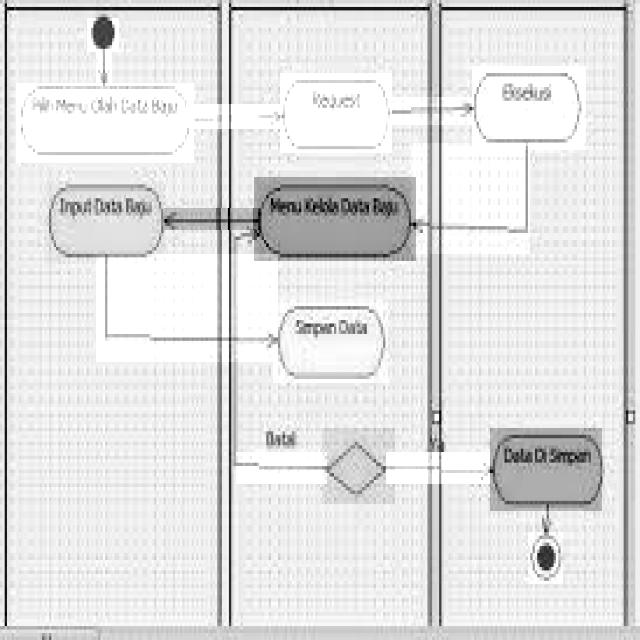 Pilih Menu Olah Data Baju
Request
Eksekusi
Input Data Baju
Menu Kelola Data Baju
Simpan Data
Batal
Ya
Data Di Simpan